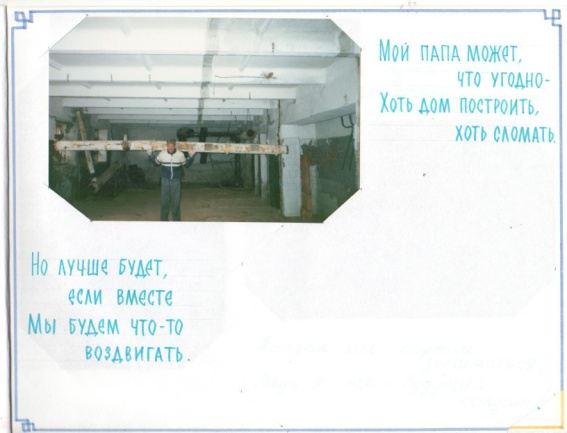 Мой папа может,
что угодно-
Хоть дом построить,
хоть сломать.
Но лучше будет,
если вместе
Мы будем что-то
воздвигать.